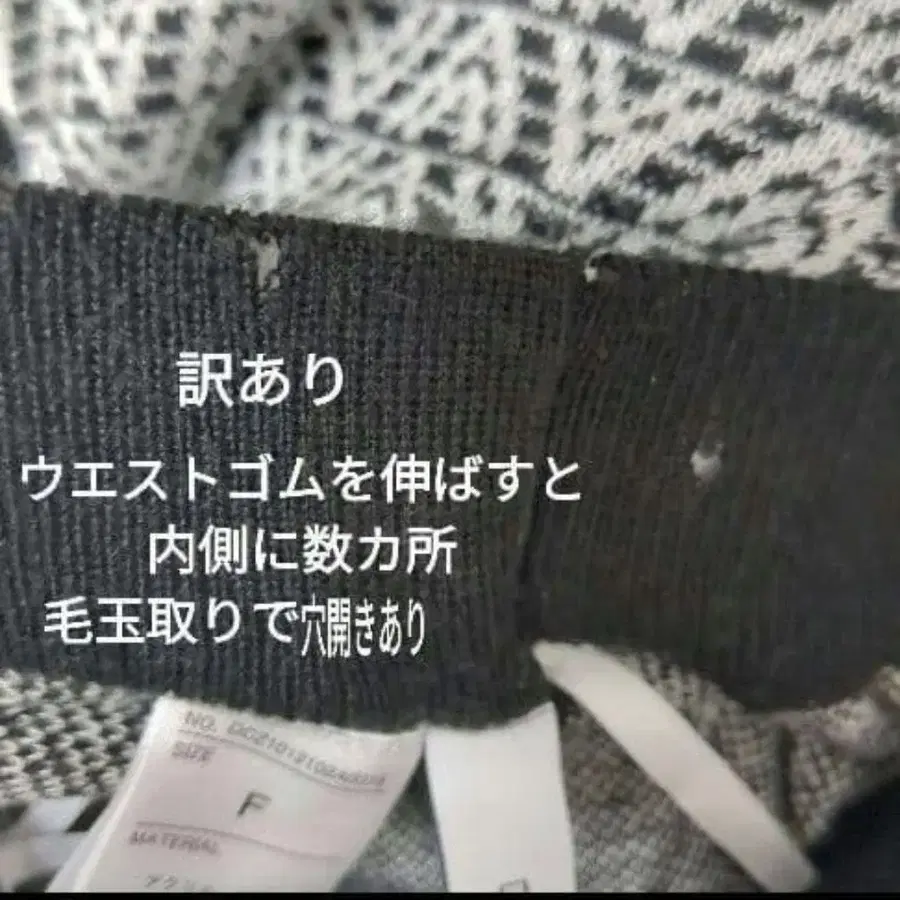 訳あり
ウエストゴムを伸ばすと
内側に数カ所
毛玉取りで穴開きあり
SIZE
F
MATERIAL